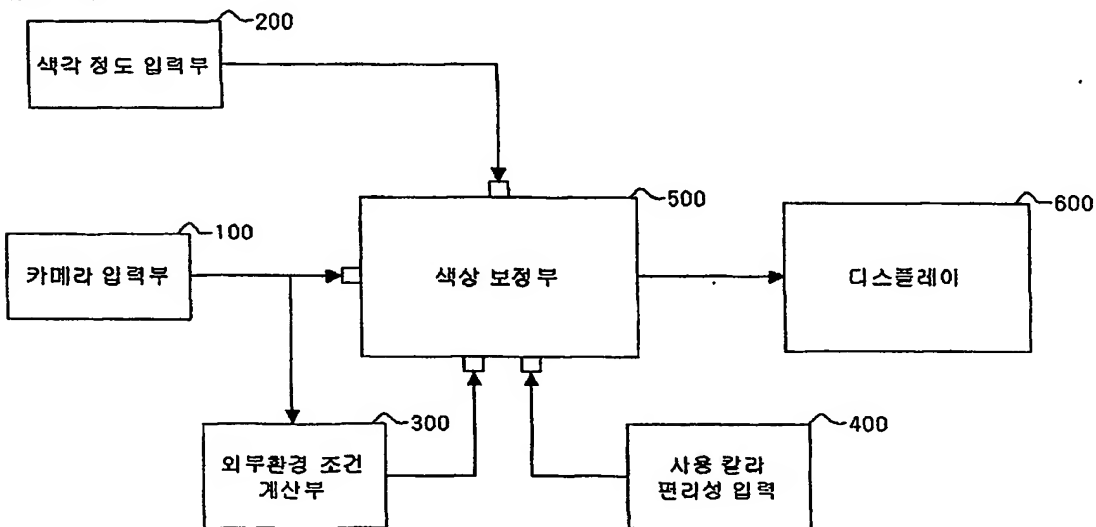 200
색각 정도 입력부
500
600
100
카메라 입력부
색상 보정부
디스플레이
300
400
외부환경 조건
계산부
사용 칼라
편리성 입력